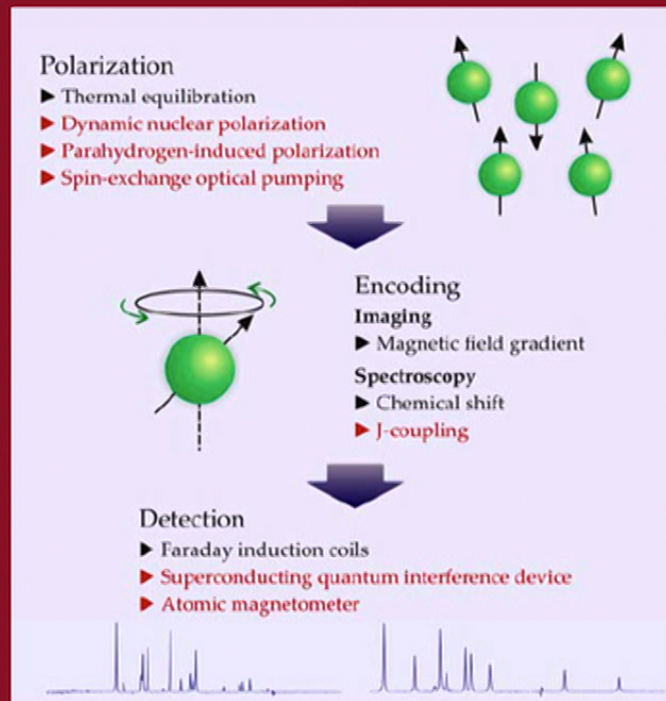 Polarization
▶ Thermal equilibration
▶ Dynamic nuclear polarization
▶ Parahydrogen-induced polarization
▶ Spin-exchange optical pumping
Encoding
Imaging
▶ Magnetic field gradient
Spectroscopy
▶ Chemical shift
▶ J-coupling
Detection
▶ Faraday induction coils
▶ Superconducting quantum interference device
▶ Atomic magnetometer